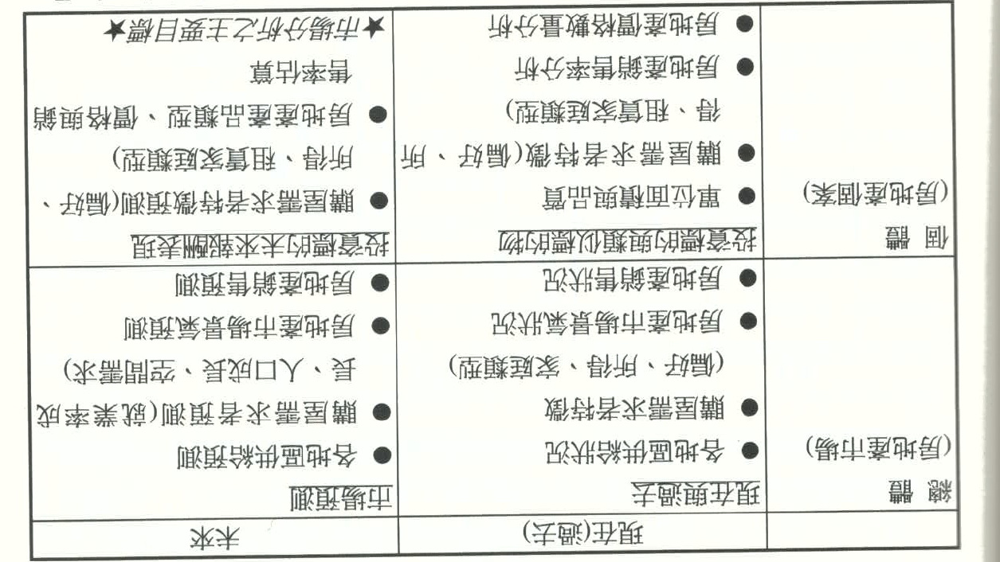 現在(過去)
未來
總 體
(房地產市場)
現在與過去
● 各地區供給狀況
● 購屋需求者特徵
(偏好、所得、家庭類型)
● 房地產市場景氣狀況
● 房地產銷售狀況
市場預測
● 各地區供給預測
● 購屋需求者預測(就業率成
長、人口成長、空間需求)
● 房地產市場景氣預測
● 房地產銷售預測
個 體
(房地產個案)
投資標的與類似標的物
● 單位面積與品質
● 購屋需求者特徵(偏好、所
得、租賃家庭類型)
● 房地產銷售率分析
● 房地產價格數量分析
投資標的未來報酬表現
● 購屋需求者特徵預測(偏好、
所得、租賃家庭類型)
● 房地產產品類型、價格與銷
售率估算
★市場分析之主要目標★